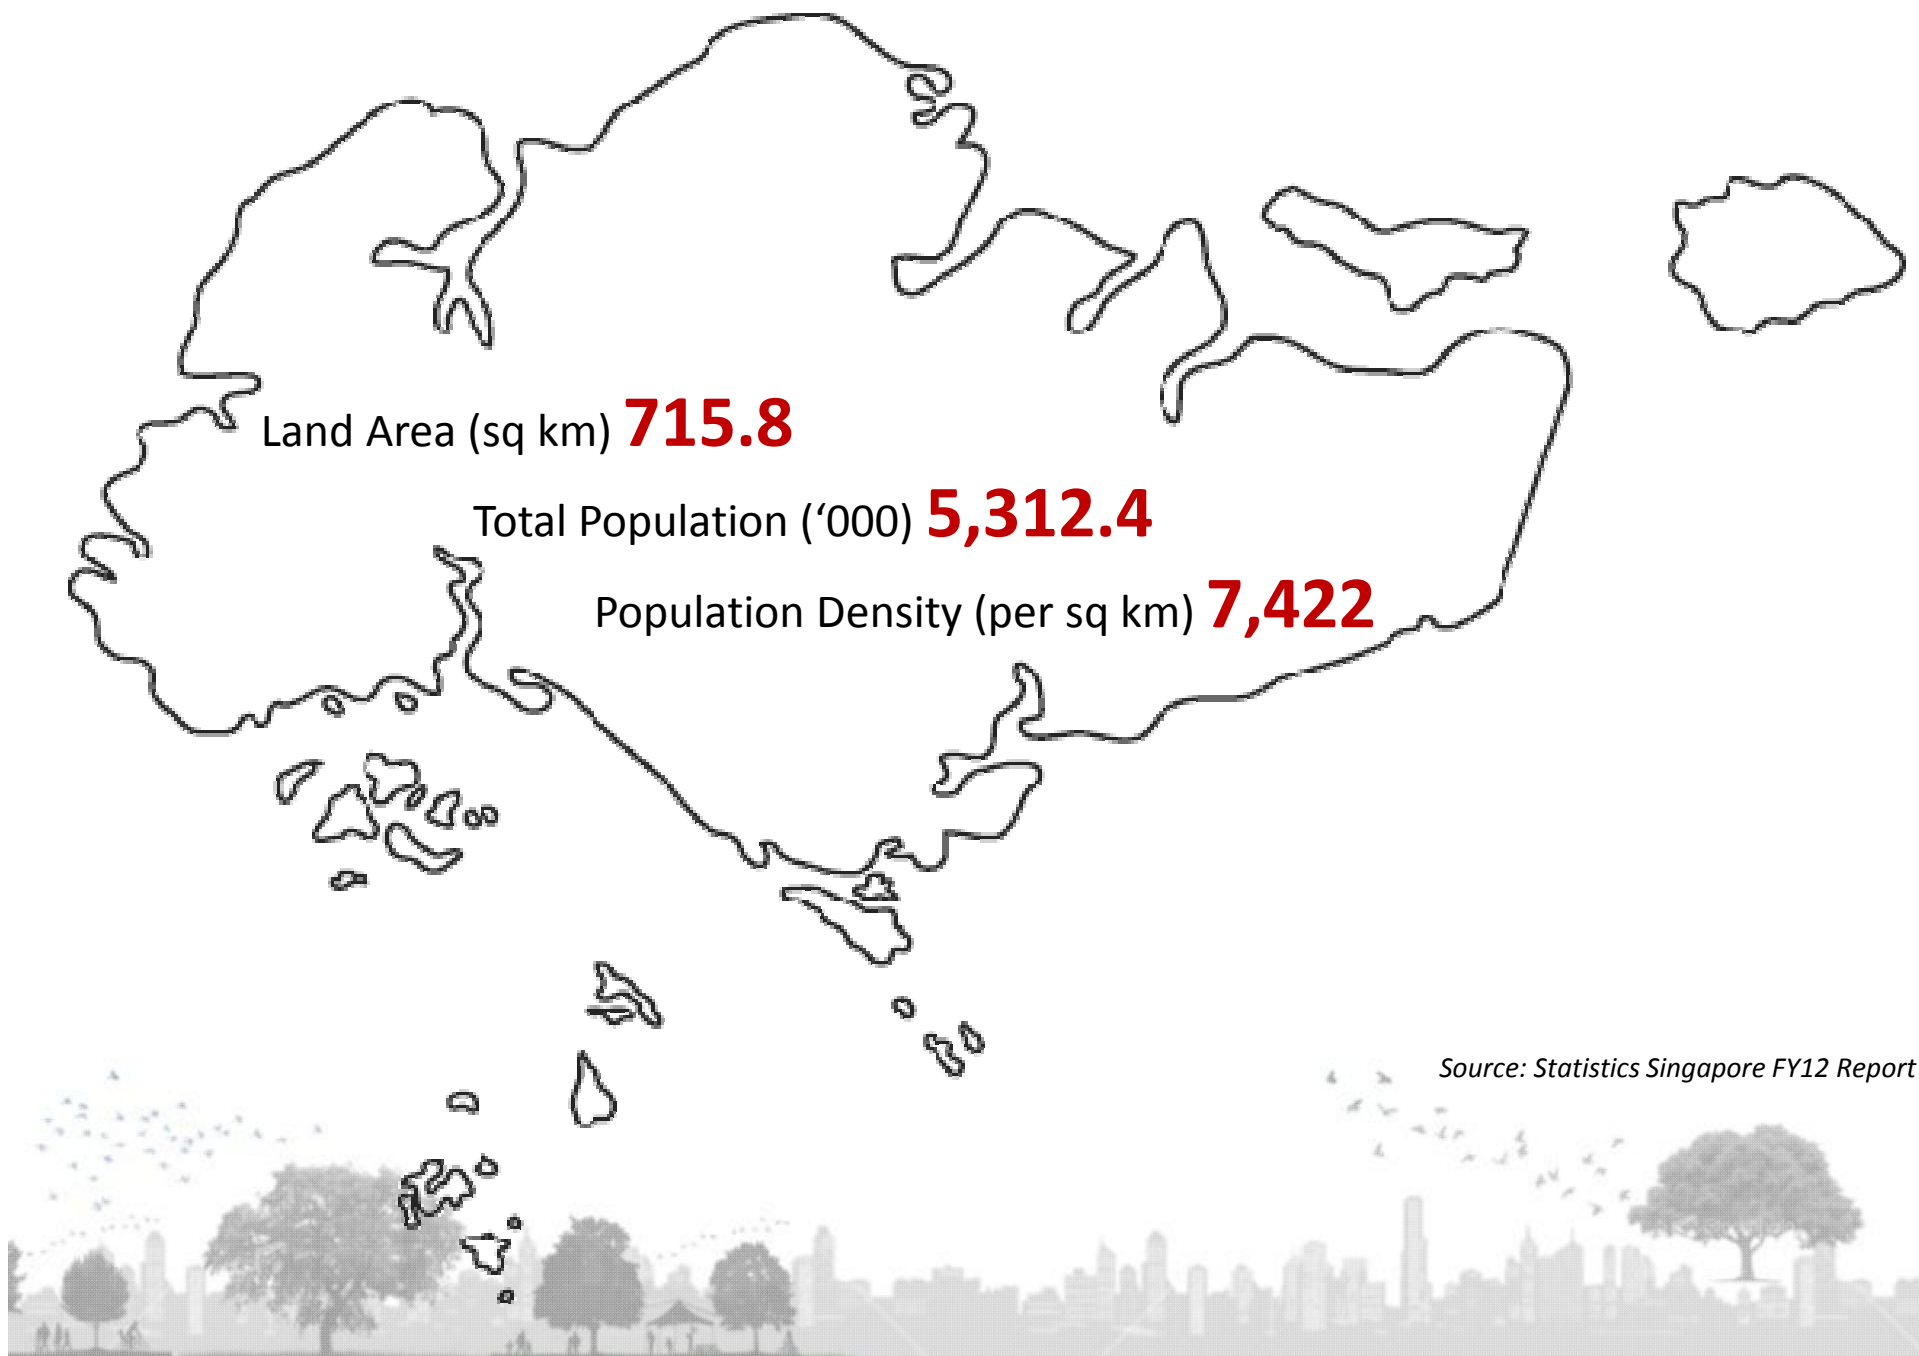 Land Area (sq km) 715.8
Total Population (‘000) 5,312.4
Population Density (per sq km) 7,422
Source: Statistics Singapore FY12 Report